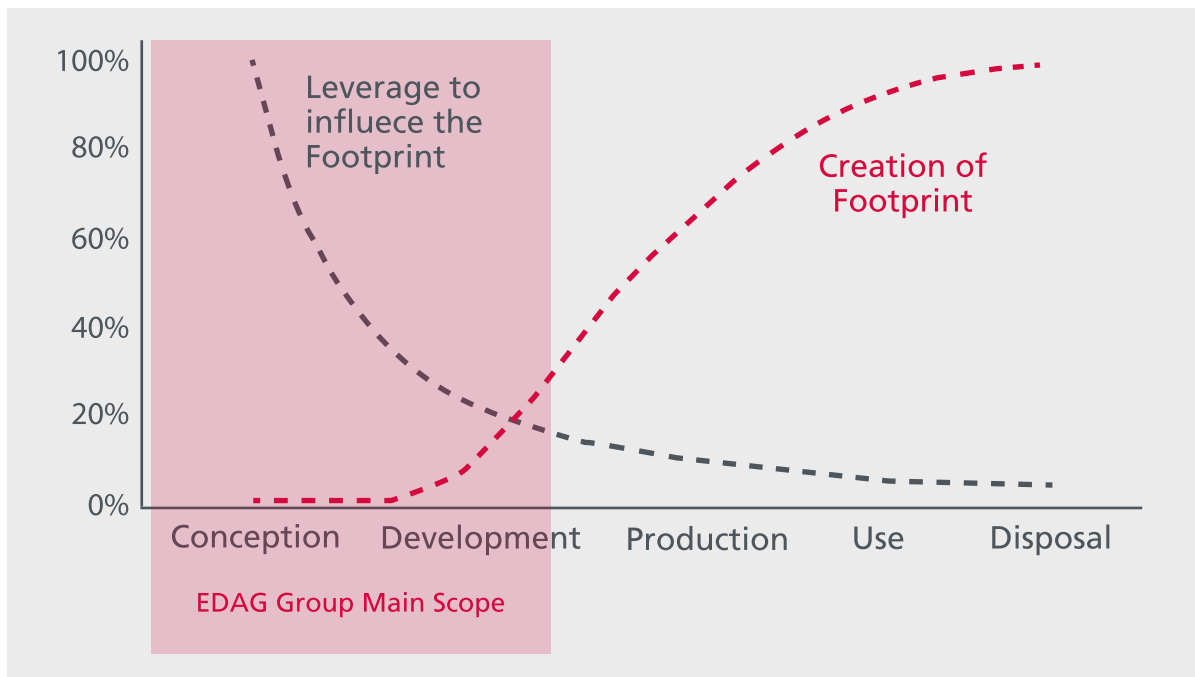 100%
80%
60%
40%
20%
0%
Leverage to
influece the
Footprint
Creation of
Footprint
Conception
Development
Production
Use
Disposal
EDAG Group Main Scope